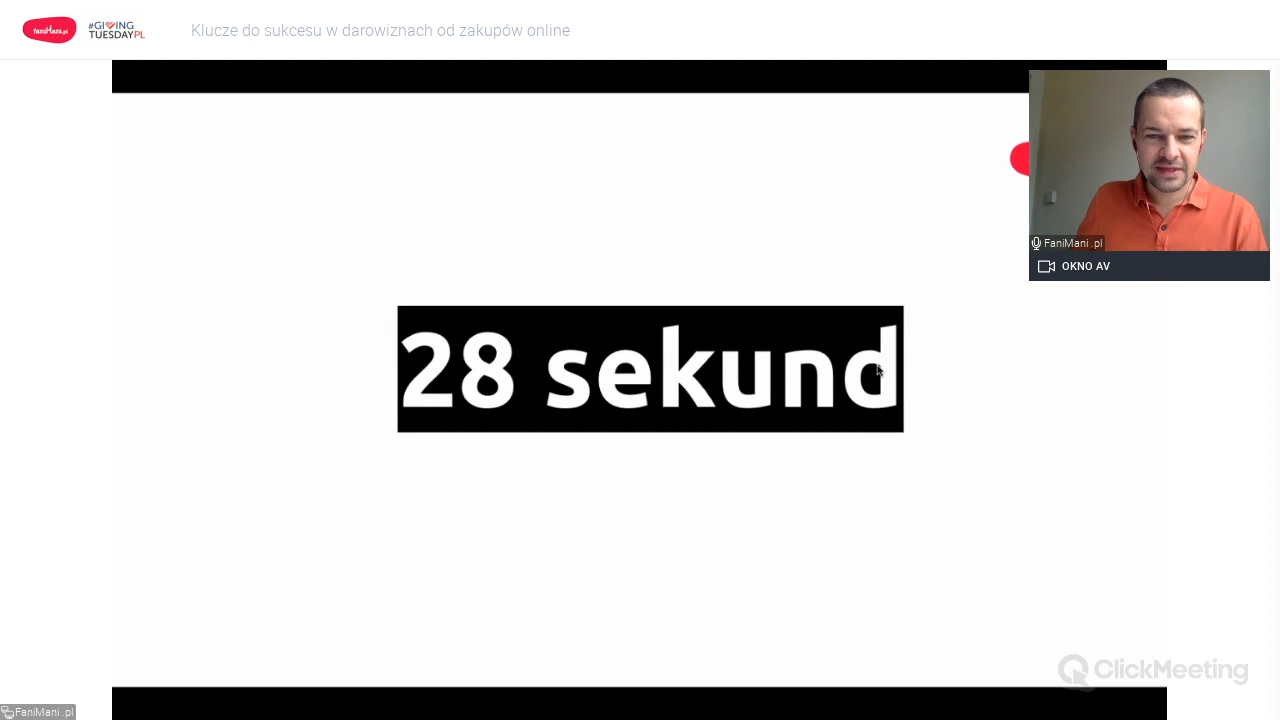 faniMani.pl
#GIVING
TUESDAYPL
Klucze do sukcesu w darowiznach od zakupów online
FaniMani .pl
OKNO AV
28 sekund
ClickMeeting
FaniMani .pl